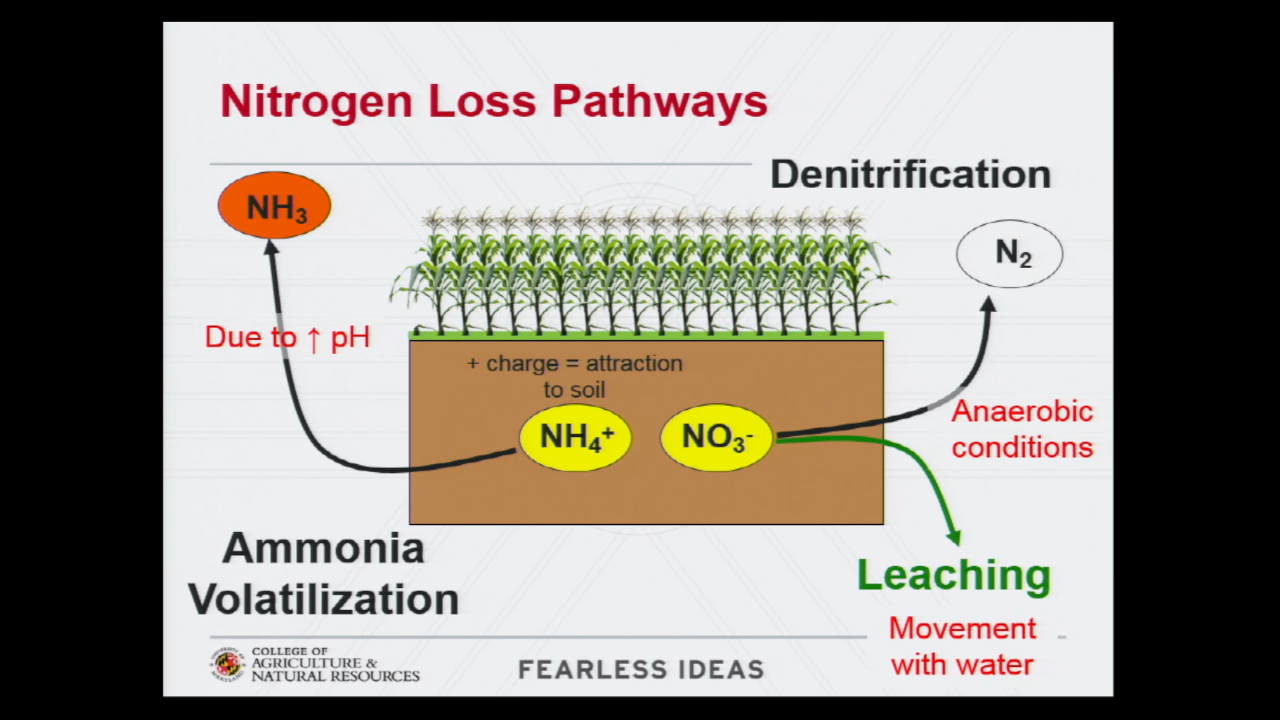 Nitrogen Loss Pathways
Denitrification
NH₃
N₂
Due to ↑ pH
+ charge = attraction
to soil
NH₄⁺
NO₃⁻
Anaerobic
conditions
Ammonia
Volatilization
Leaching
Movement
with water
COLLEGE OF
AGRICULTURE &
NATURAL RESOURCES
FEARLESS IDEAS